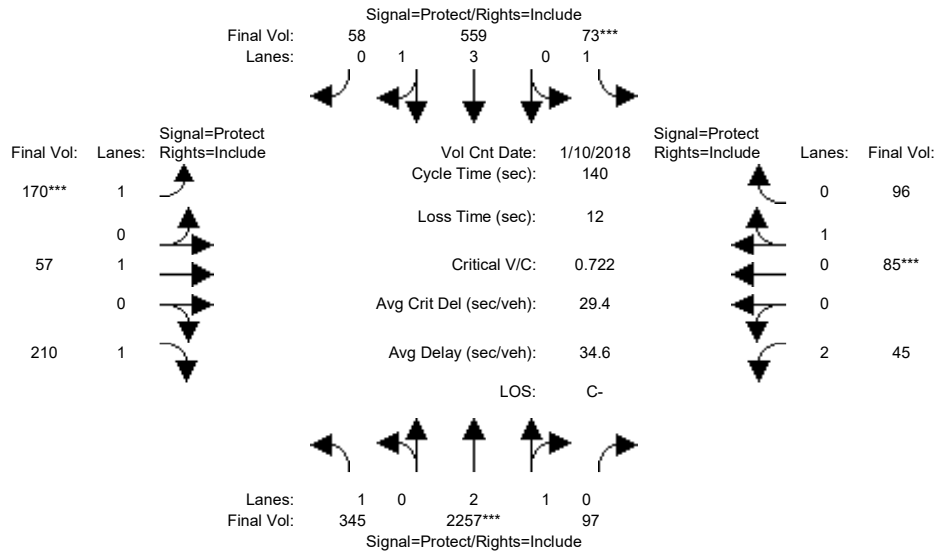 Signal=Protect/Rights=Include
Final Vol: 58 559 73***
Lanes: 0 1 3 0 1
Signal=Protect
Final Vol: Lanes: Rights=Include
Vol Cnt Date: 1/10/2018
Cycle Time (sec): 140
Signal=Protect
Rights=Include Lanes: Final Vol:
170*** 1
0 96
Loss Time (sec): 12
0
1
57 1
Critical V/C: 0.722
0 85***
0
Avg Crit Del (sec/veh): 29.4
0
210 1
Avg Delay (sec/veh): 34.6
2 45
LOS: C-
Lanes: 1 0 2 1 0
Final Vol: 345 2257*** 97
Signal=Protect/Rights=Include